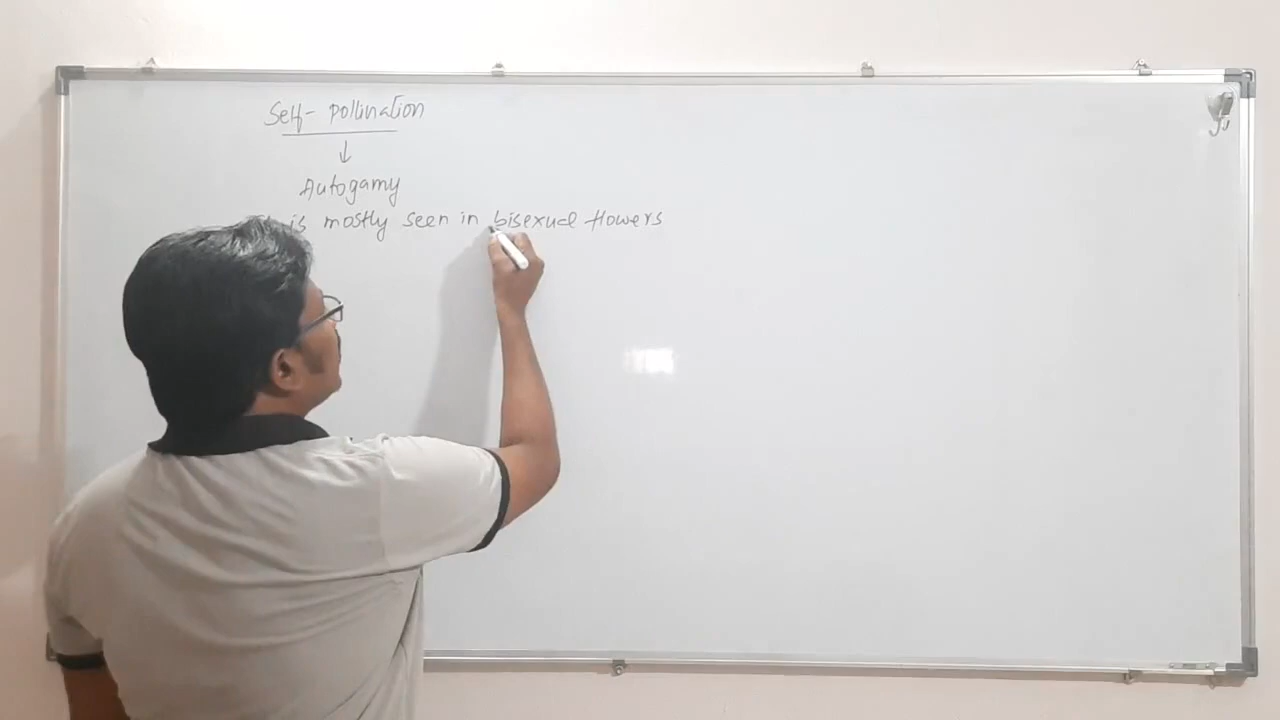 Self- pollination
↓
Autogamy
is mostly seen in bisexual flowers